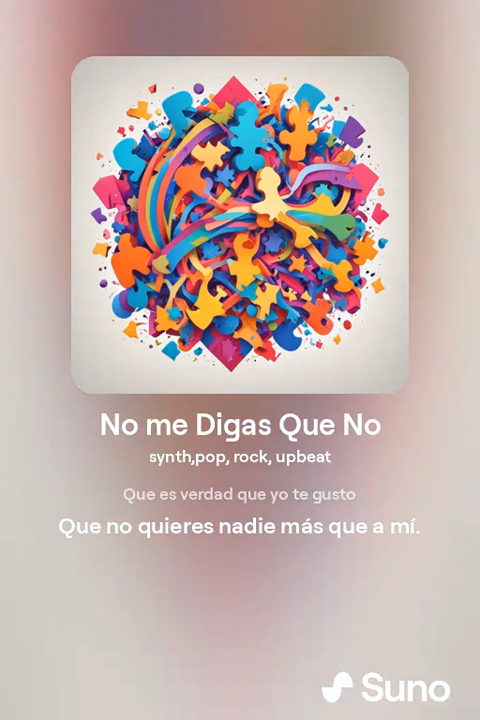 No me Digas Que No
synth,pop, rock, upbeat
Que es verdad que yo te gusto
Que no quieres nadie más que a mí.
Suno